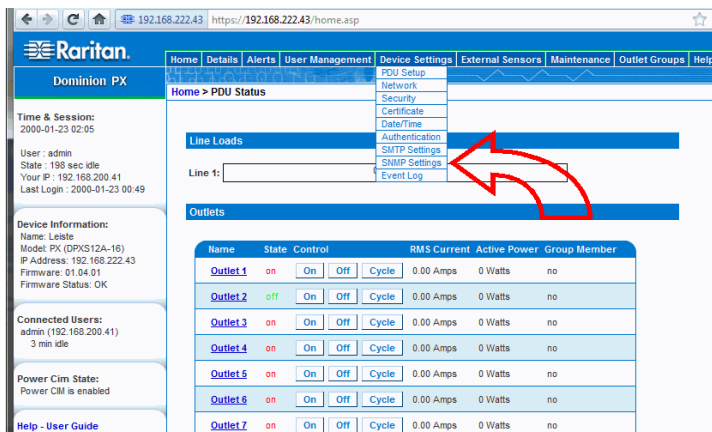 192.168.222.43 https://192.168.222.43/home.asp
Raritan.
Dominion PX
Home Details Alerts User Management Device Settings External Sensors Maintenance Outlet Groups Help
PDU Setup
Network
Security
Certificate
Date/Time
Authentication
SMTP Settings
SNMP Settings
Event Log
Home > PDU Status
Time & Session:
2000-01-23 02:05
User : admin
State : 198 sec idle
Your IP : 192.168.200.41
Last Login : 2000-01-23 00:49
Device Information:
Name: Leiste
Model: PX (DPXS12A-16)
IP Address: 192.168.222.43
Firmware: 01.04.01
Firmware Status: OK
Connected Users:
admin (192.168.200.41)
3 min idle
Power Cim State:
Power CIM is enabled
Help - User Guide
Line Loads
Line 1:
Outlets
Name State Control RMS Current Active Power Group Member
Outlet 1 on On Off Cycle 0.00 Amps 0 Watts no
Outlet 2 off On Off Cycle 0.00 Amps 0 Watts no
Outlet 3 on On Off Cycle 0.00 Amps 0 Watts no
Outlet 4 on On Off Cycle 0.00 Amps 0 Watts no
Outlet 5 on On Off Cycle 0.00 Amps 0 Watts no
Outlet 6 on On Off Cycle 0.00 Amps 0 Watts no
Outlet 7 on On Off Cycle 0.00 Amps 0 Watts no